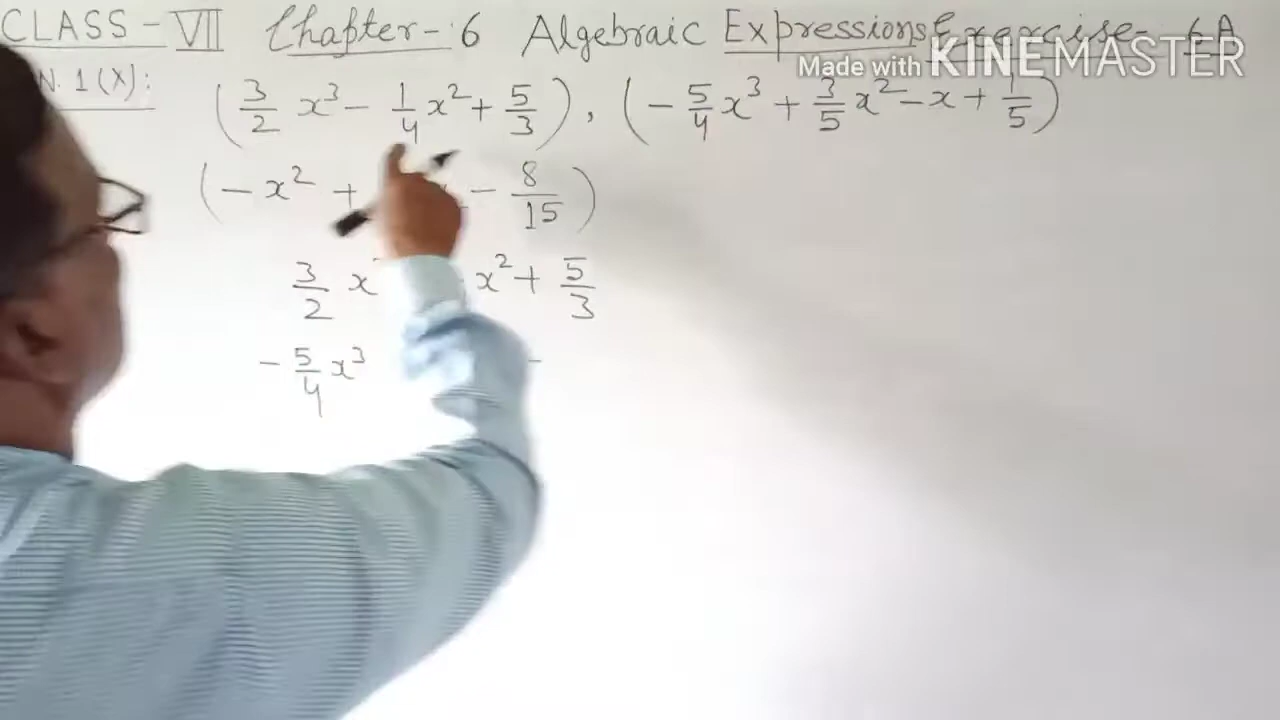 CLASS - VII Chapter - 6 Algebraic Expressions Exercise - 6A
Made with KINEMASTER
N. 1(X): (3/2 x³ - 1/4 x² + 5/3), (-5/4 x³ + 3/5 x² - x + 1/5)
(-x² + - 8/15)
3/2 x x² + 5/3
-5/4 x³ -